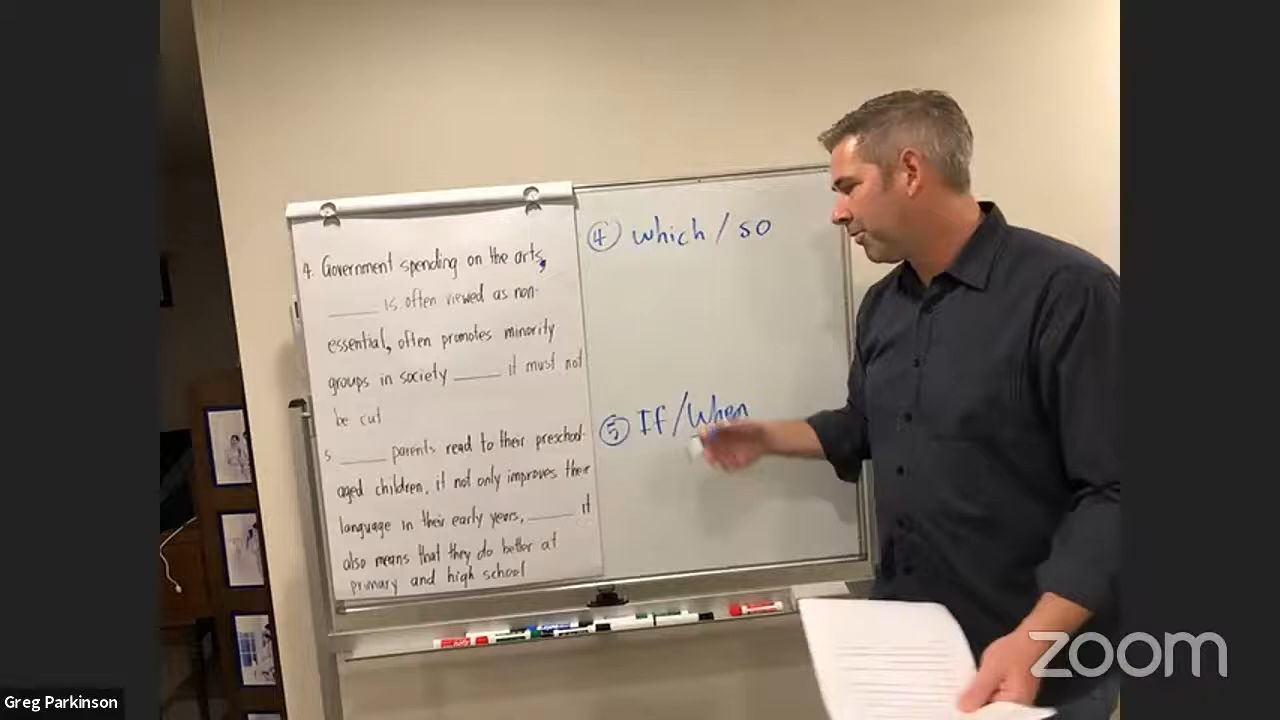 4. Government spending on the arts,
_____ is often viewed as non-
essential, often promotes minority
groups in society _____ it must not
be cut
5 _____ parents read to their preschool-
aged children, it not only improves their
language in their early years, _____ it
also means that they do better at
primary and high school
④ which / so
⑤ If / When
Greg Parkinson
zoom